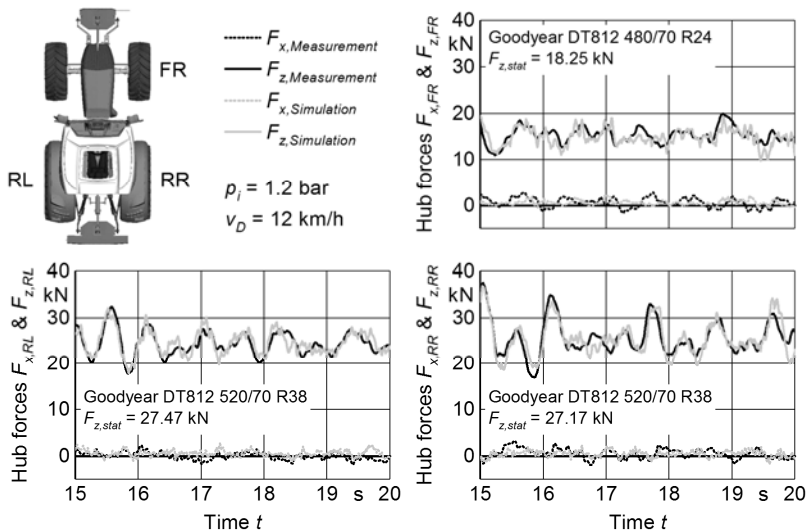 FR
RL
RR
F_x,Measurement
F_z,Measurement
F_x,Simulation
F_z,Simulation
p_i = 1.2 bar
v_D = 12 km/h
Hub forces F_x,FR & F_z,FR
40
kN
30
20
10
0
Goodyear DT812 480/70 R24
F_z,stat = 18.25 kN
Hub forces F_x,RL & F_z,RL
40
kN
30
20
10
0
Goodyear DT812 520/70 R38
F_z,stat = 27.47 kN
15 16 17 18 19 s 20
Time t
Hub forces F_x,RR & F_z,RR
40
kN
30
20
10
0
Goodyear DT812 520/70 R38
F_z,stat = 27.17 kN
15 16 17 18 19 s 20
Time t